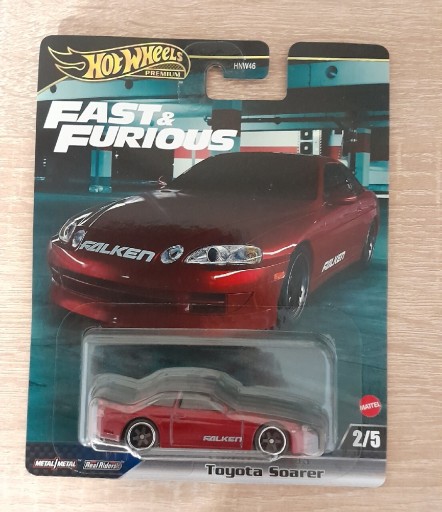 HOT WHEELS
PREMIUM
HNW46
FAST &
FURIOUS
FALKEN
FALKEN
FALKEN
MATTEL
2/5
METAL/METAL
Real Riders
Toyota Soarer